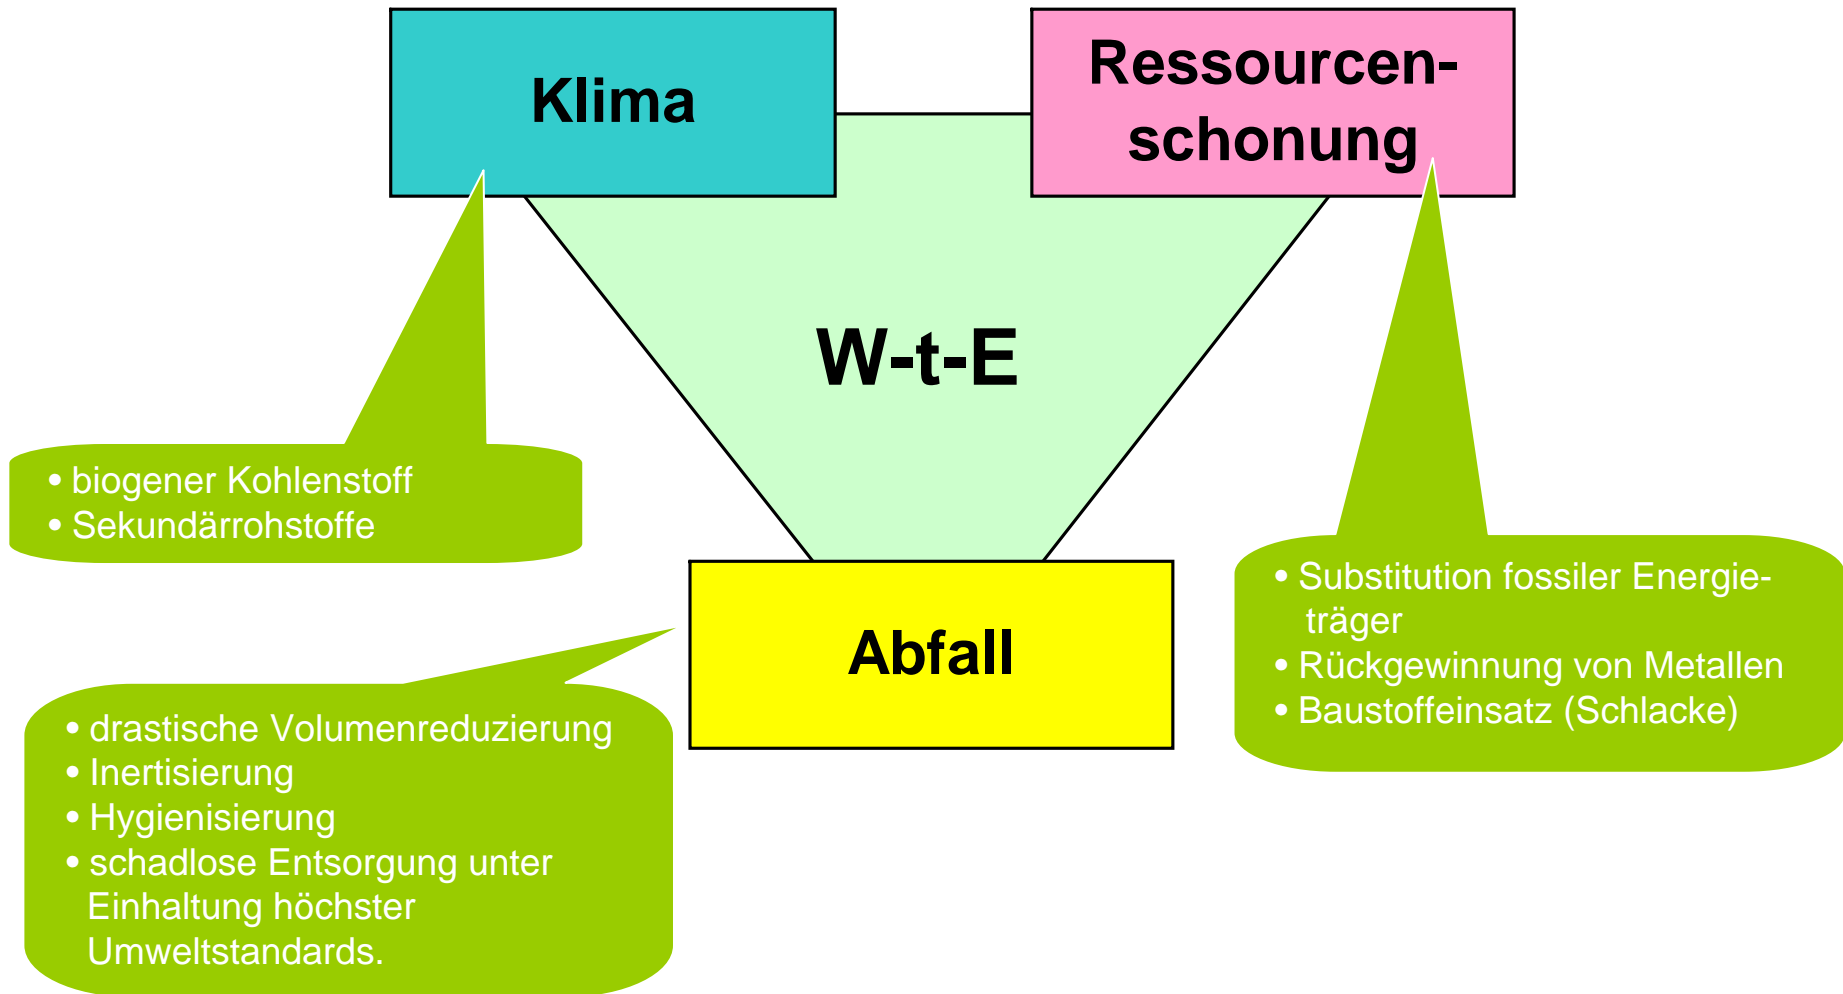 Klima
Ressourcen-
schonung
W-t-E
• biogener Kohlenstoff
• Sekundärrohstoffe
Abfall
• Substitution fossiler Energie-
träger
• Rückgewinnung von Metallen
• Baustoffeinsatz (Schlacke)
• drastische Volumenreduzierung
• Inertisierung
• Hygienisierung
• schadlose Entsorgung unter
Einhaltung höchster
Umweltstandards.